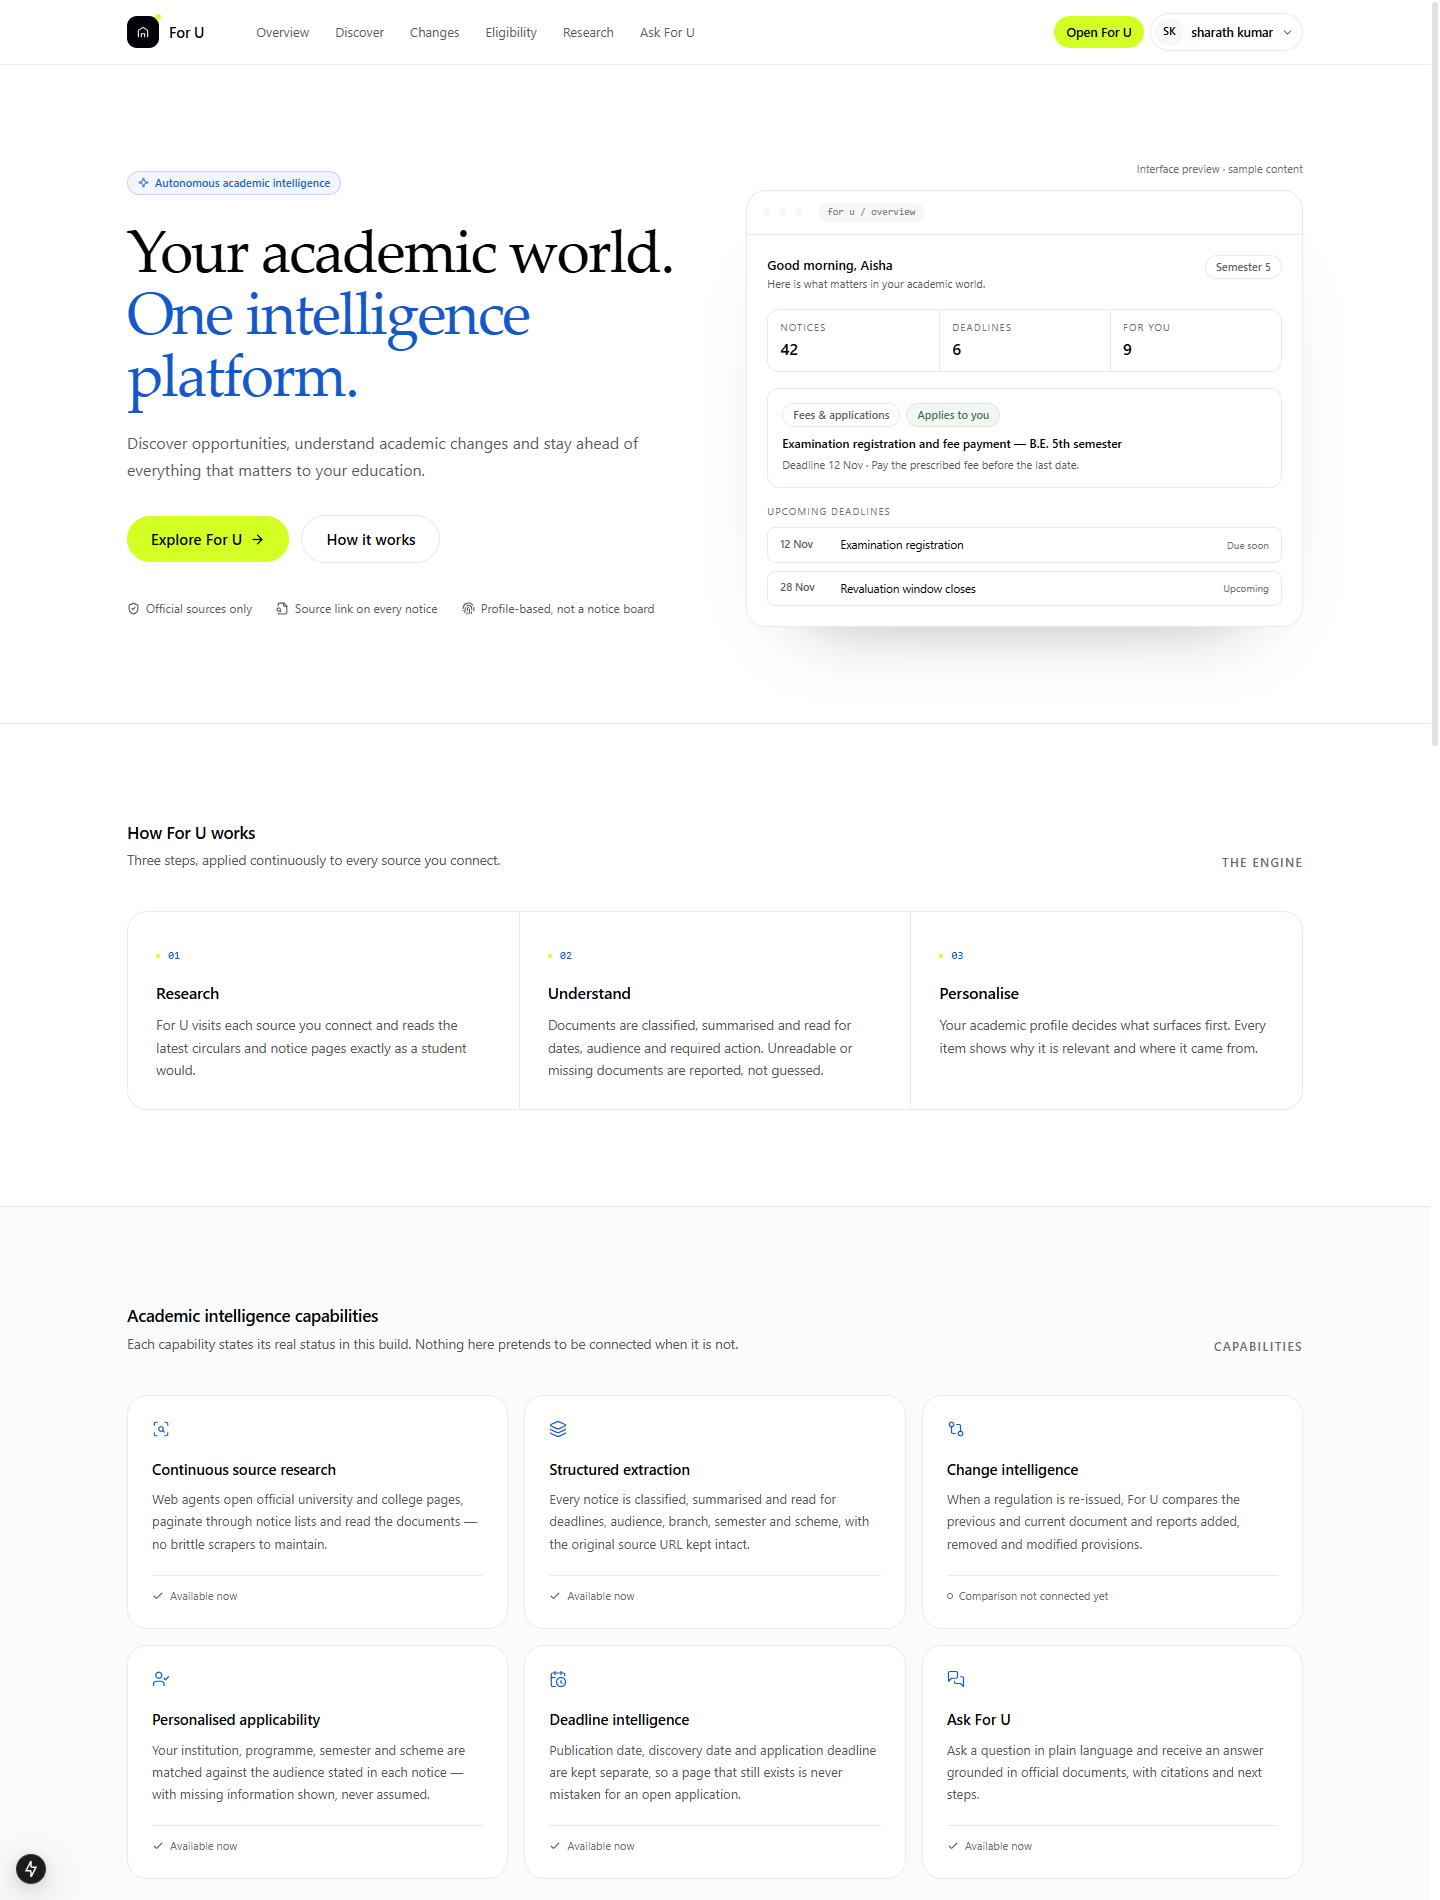 For U
Overview
Discover
Changes
Eligibility
Research
Ask For U
Open For U
SK
sharath kumar
Autonomous academic intelligence
Your academic world.
One intelligence
platform.
Discover opportunities, understand academic changes and stay ahead of
everything that matters to your education.
Explore For U
How it works
Official sources only
Source link on every notice
Profile-based, not a notice board
Interface preview · sample content
for u / overview
Good morning, Aisha
Here is what matters in your academic world.
Semester 5
NOTICES
42
DEADLINES
6
FOR YOU
9
Fees & applications
Applies to you
Examination registration and fee payment — B.E. 5th semester
Deadline 12 Nov · Pay the prescribed fee before the last date.
UPCOMING DEADLINES
12 Nov
Examination registration
Due soon
28 Nov
Revaluation window closes
Upcoming
How For U works
Three steps, applied continuously to every source you connect.
THE ENGINE
01
Research
For U visits each source you connect and reads the
latest circulars and notice pages exactly as a student
would.
02
Understand
Documents are classified, summarised and read for
dates, audience and required action. Unreadable or
missing documents are reported, not guessed.
03
Personalise
Your academic profile decides what surfaces first. Every
item shows why it is relevant and where it came from.
Academic intelligence capabilities
Each capability states its real status in this build. Nothing here pretends to be connected when it is not.
CAPABILITIES
Continuous source research
Web agents open official university and college pages,
paginate through notice lists and read the documents —
no brittle scrapers to maintain.
Available now
Structured extraction
Every notice is classified, summarised and read for
deadlines, audience, branch, semester and scheme, with
the original source URL kept intact.
Available now
Change intelligence
When a regulation is re-issued, For U compares the
previous and current document and reports added,
removed and modified provisions.
Comparison not connected yet
Personalised applicability
Your institution, programme, semester and scheme are
matched against the audience stated in each notice —
with missing information shown, never assumed.
Available now
Deadline intelligence
Publication date, discovery date and application deadline
are kept separate, so a page that still exists is never
mistaken for an open application.
Available now
Ask For U
Ask a question in plain language and receive an answer
grounded in official documents, with citations and next
steps.
Available now